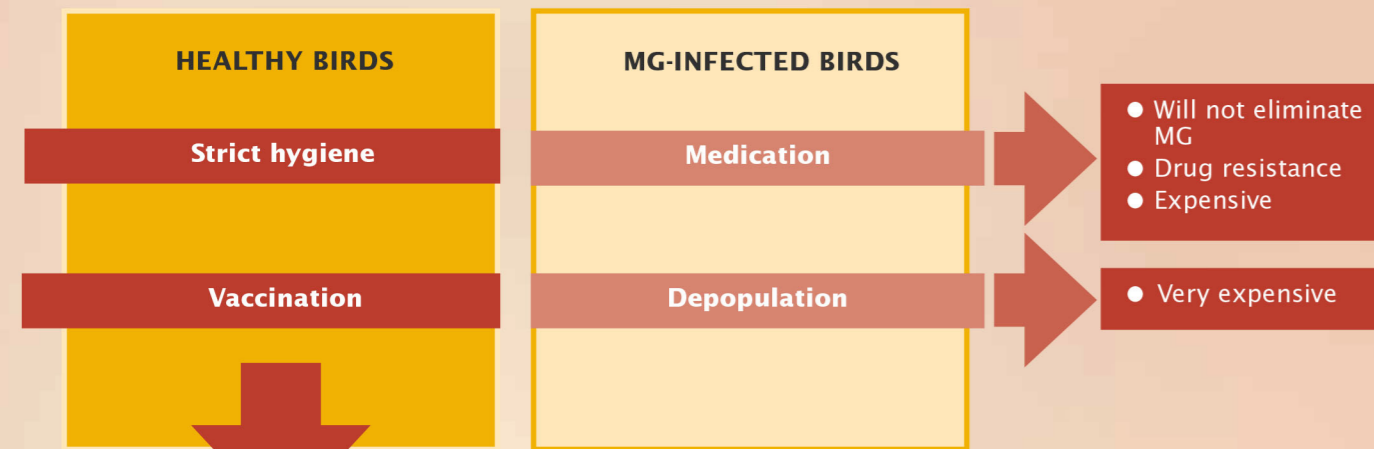 HEALTHY BIRDS
Strict hygiene
Vaccination
MG-INFECTED BIRDS
Medication
Depopulation
● Will not eliminate
MG
● Drug resistance
● Expensive
● Very expensive